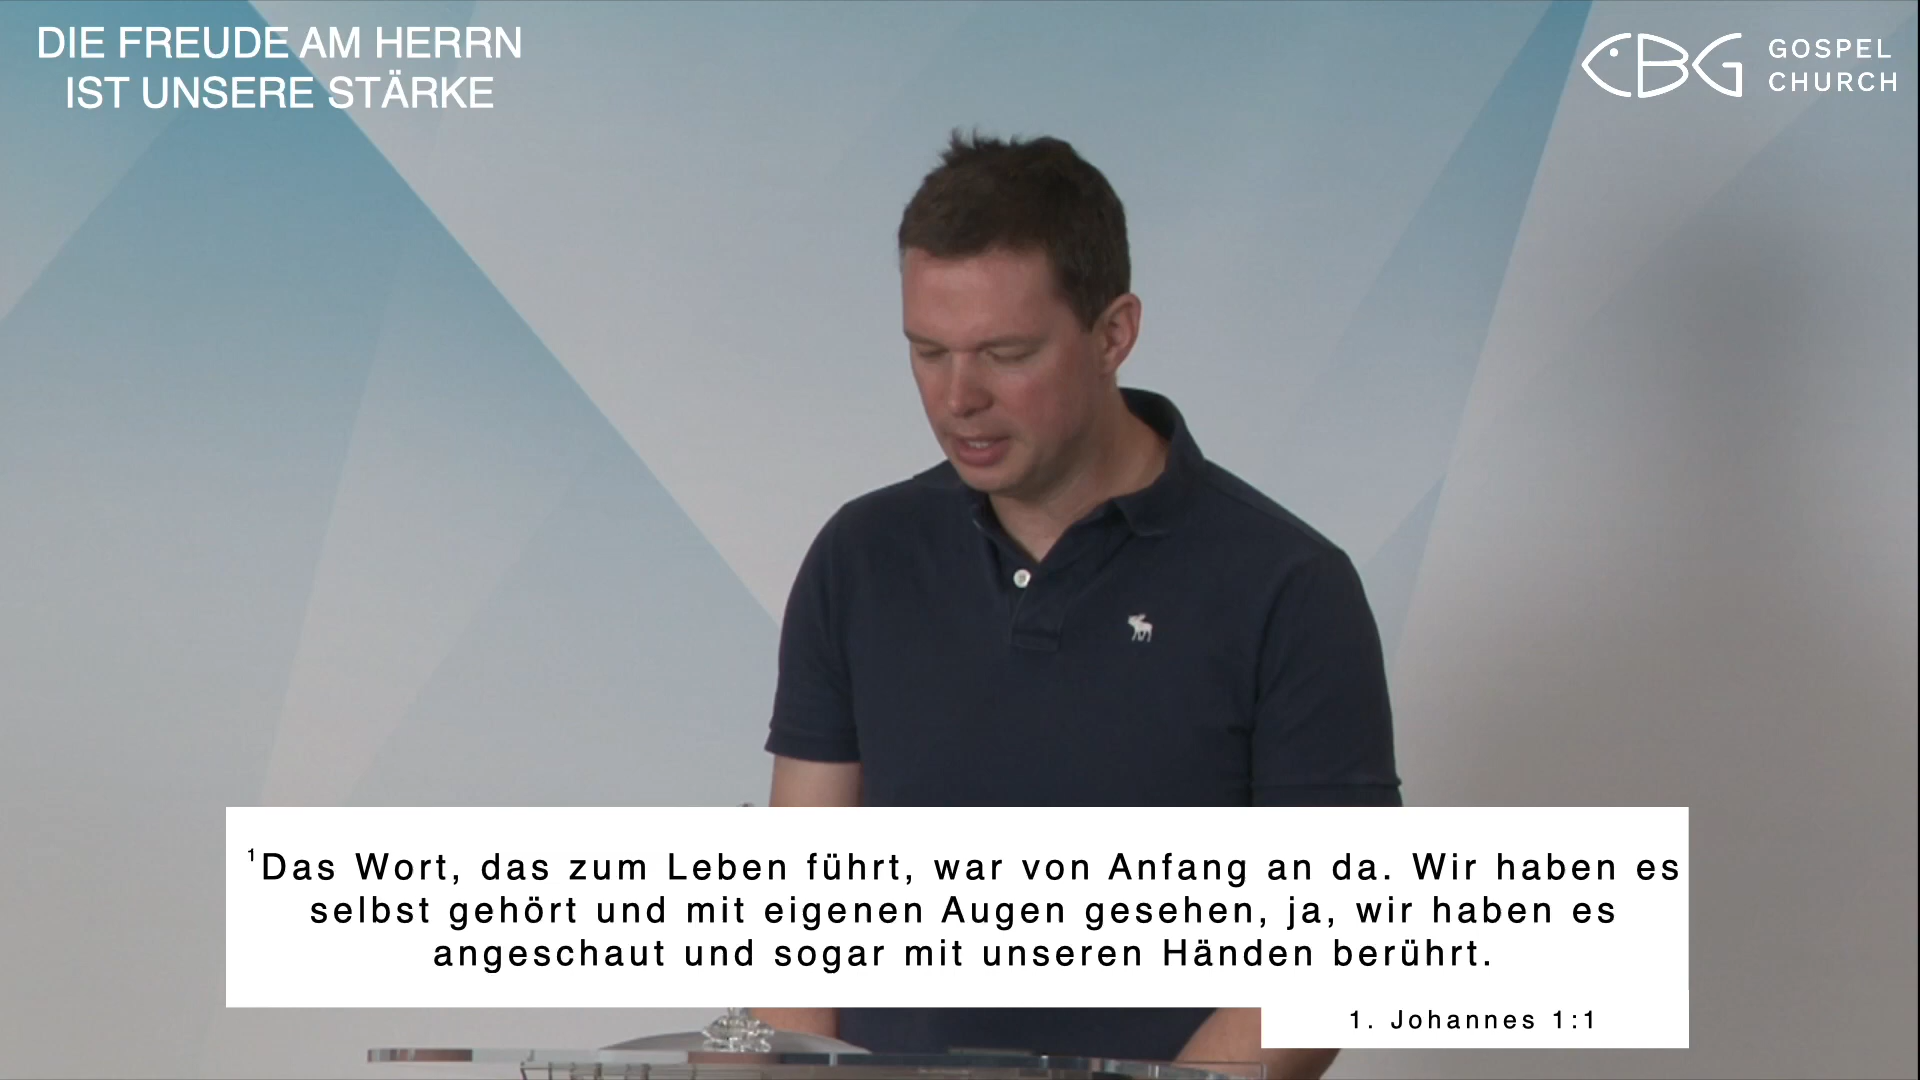 DIE FREUDE AM HERRN
IST UNSERE STÄRKE
CBG GOSPEL
CHURCH
¹Das Wort, das zum Leben führt, war von Anfang an da. Wir haben es
selbst gehört und mit eigenen Augen gesehen, ja, wir haben es
angeschaut und sogar mit unseren Händen berührt.
1. Johannes 1:1